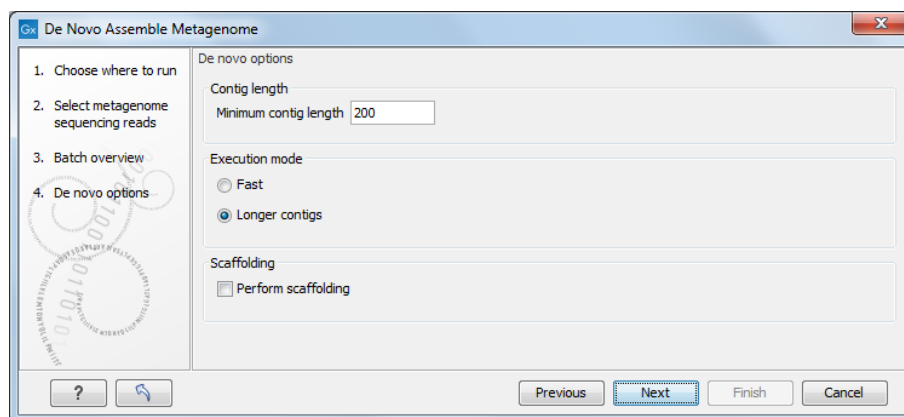 Gx De Novo Assemble Metagenome
1. Choose where to run
2. Select metagenome
sequencing reads
3. Batch overview
4. De novo options
De novo options
Contig length
Minimum contig length 200
Execution mode
Fast
Longer contigs
Scaffolding
Perform scaffolding
? Previous Next Finish Cancel